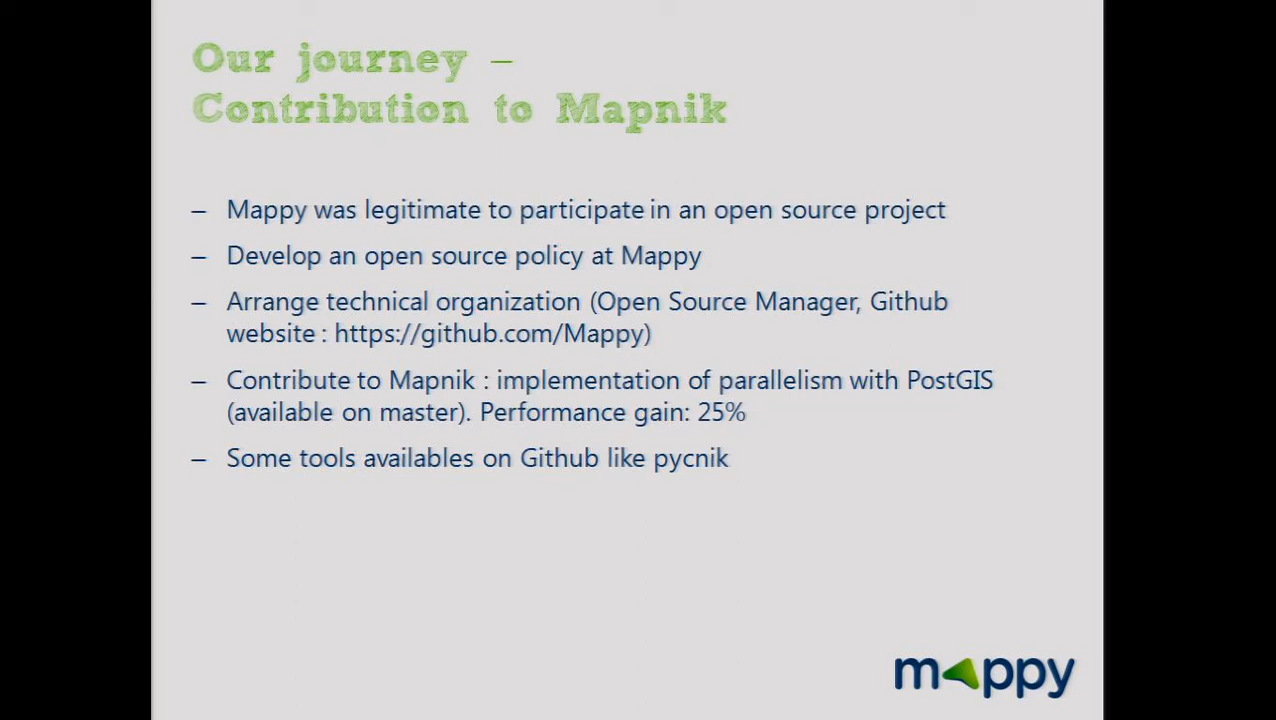 Our journey –
Contribution to Mapnik
– Mappy was legitimate to participate in an open source project
– Develop an open source policy at Mappy
– Arrange technical organization (Open Source Manager, Github
website : https://github.com/Mappy)
– Contribute to Mapnik : implementation of parallelism with PostGIS
(available on master). Performance gain: 25%
– Some tools availables on Github like pycnik
mappy